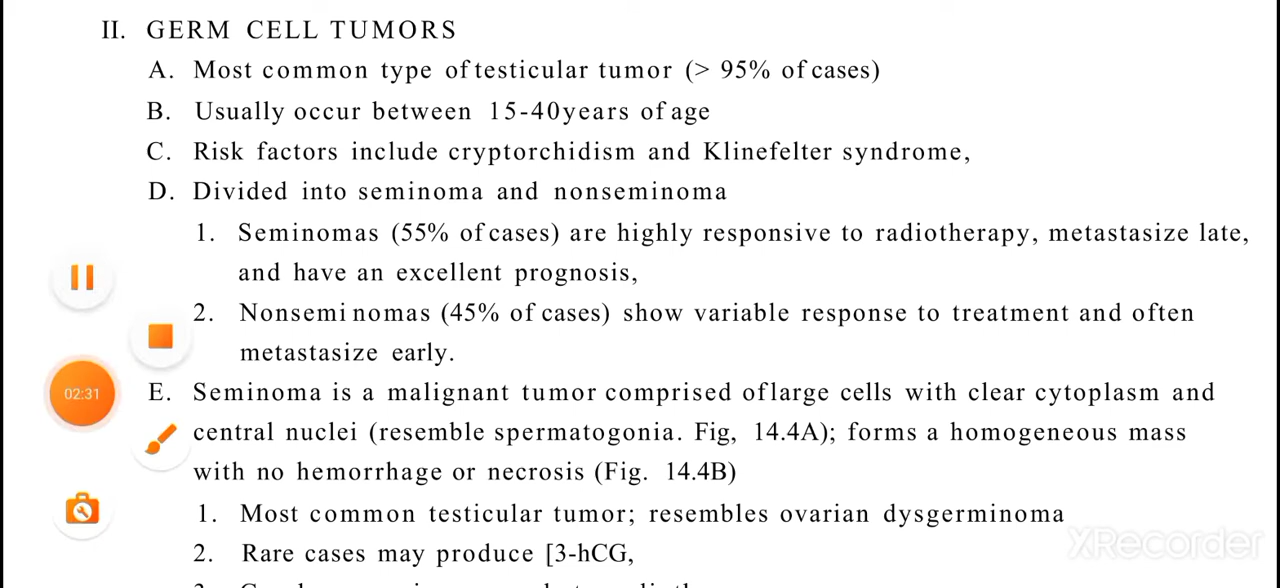 II. GERM CELL TUMORS
A. Most common type of testicular tumor (> 95% of cases)
B. Usually occur between 15-40years of age
C. Risk factors include cryptorchidism and Klinefelter syndrome,
D. Divided into seminoma and nonseminoma
1. Seminomas (55% of cases) are highly responsive to radiotherapy, metastasize late,
and have an excellent prognosis,
2. Nonsemi nomas (45% of cases) show variable response to treatment and often
metastasize early.
02:31
E. Seminoma is a malignant tumor comprised oflarge cells with clear cytoplasm and
central nuclei (resemble spermatogonia. Fig, 14.4A); forms a homogeneous mass
with no hemorrhage or necrosis (Fig. 14.4B)
1. Most common testicular tumor; resembles ovarian dysgerminoma
2. Rare cases may produce [3-hCG,
XRecorder